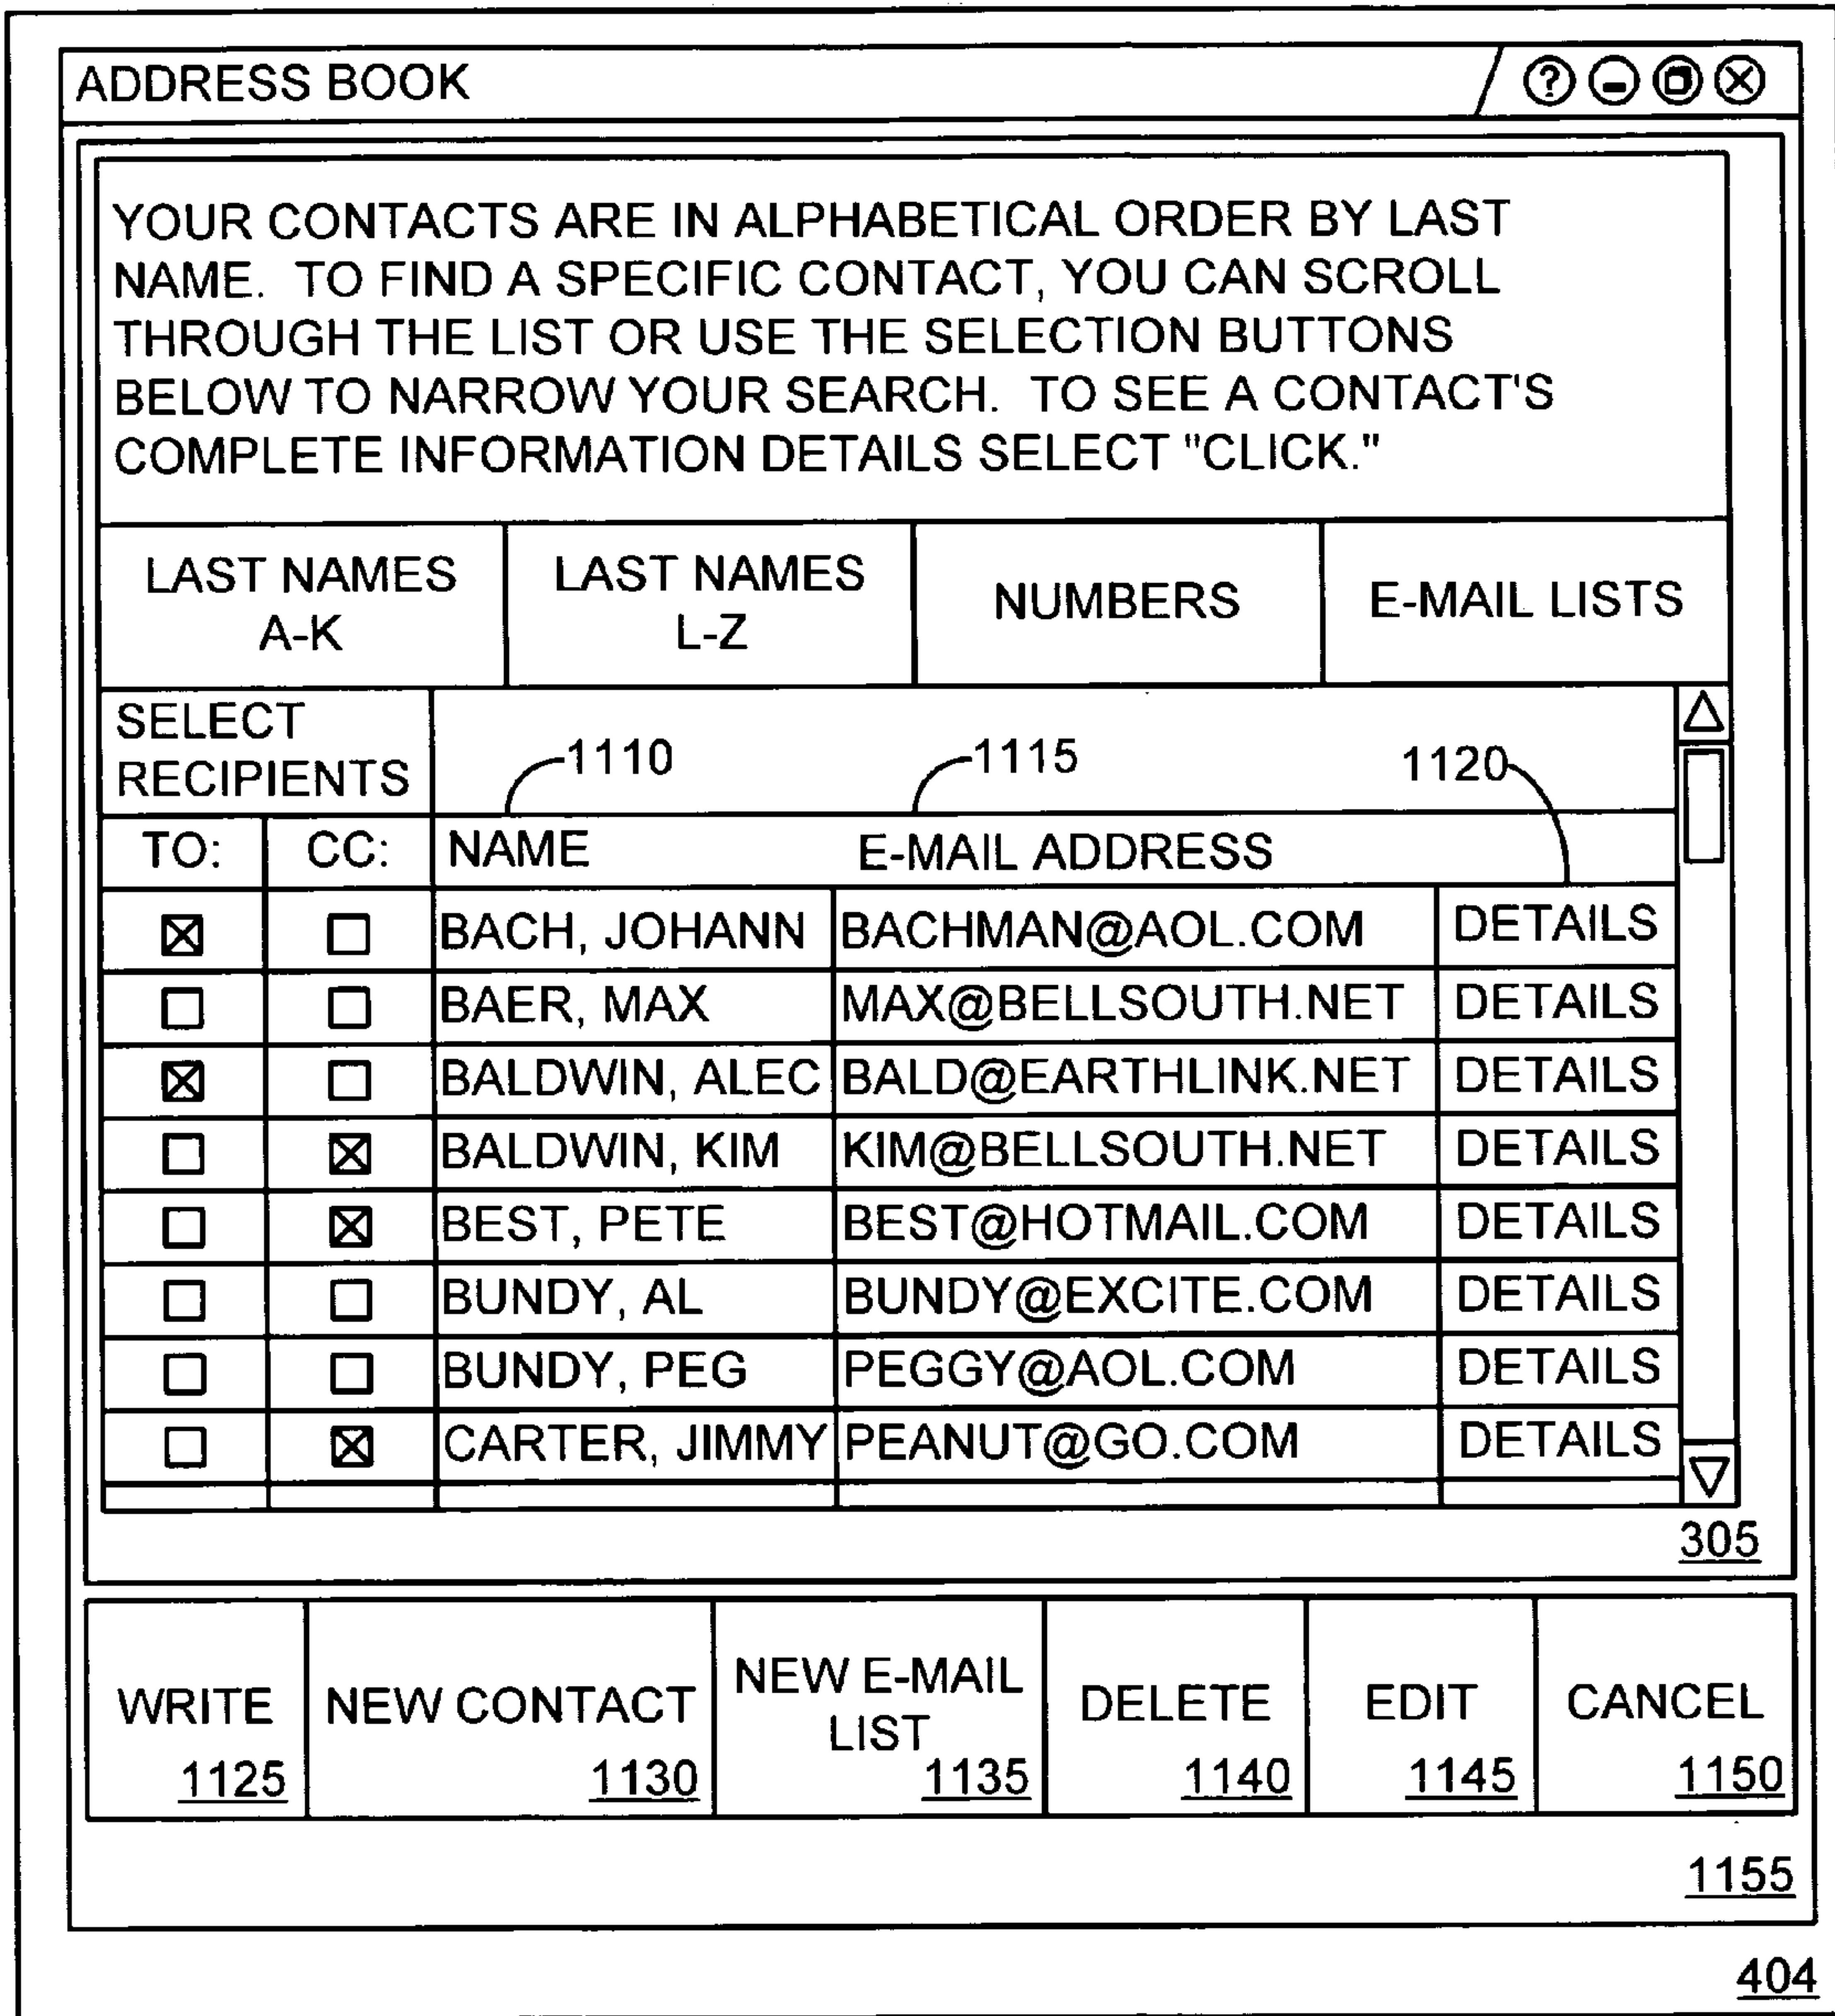 ADDRESS BOOK
?
YOUR CONTACTS ARE IN ALPHABETICAL ORDER BY LAST
NAME. TO FIND A SPECIFIC CONTACT, YOU CAN SCROLL
THROUGH THE LIST OR USE THE SELECTION BUTTONS
BELOW TO NARROW YOUR SEARCH. TO SEE A CONTACT'S
COMPLETE INFORMATION DETAILS SELECT "CLICK."
LAST NAMES
A-K
LAST NAMES
L-Z
NUMBERS
E-MAIL LISTS
SELECT
RECIPIENTS
1110 1115 1120
TO: CC: NAME E-MAIL ADDRESS
BACH, JOHANN BACHMAN@AOL.COM DETAILS
BAER, MAX MAX@BELLSOUTH.NET DETAILS
BALDWIN, ALEC BALD@EARTHLINK.NET DETAILS
BALDWIN, KIM KIM@BELLSOUTH.NET DETAILS
BEST, PETE BEST@HOTMAIL.COM DETAILS
BUNDY, AL BUNDY@EXCITE.COM DETAILS
BUNDY, PEG PEGGY@AOL.COM DETAILS
CARTER, JIMMY PEANUT@GO.COM DETAILS
305
WRITE
1125
NEW CONTACT
1130
NEW E-MAIL
LIST
1135
DELETE
1140
EDIT
1145
CANCEL
1150
1155
404